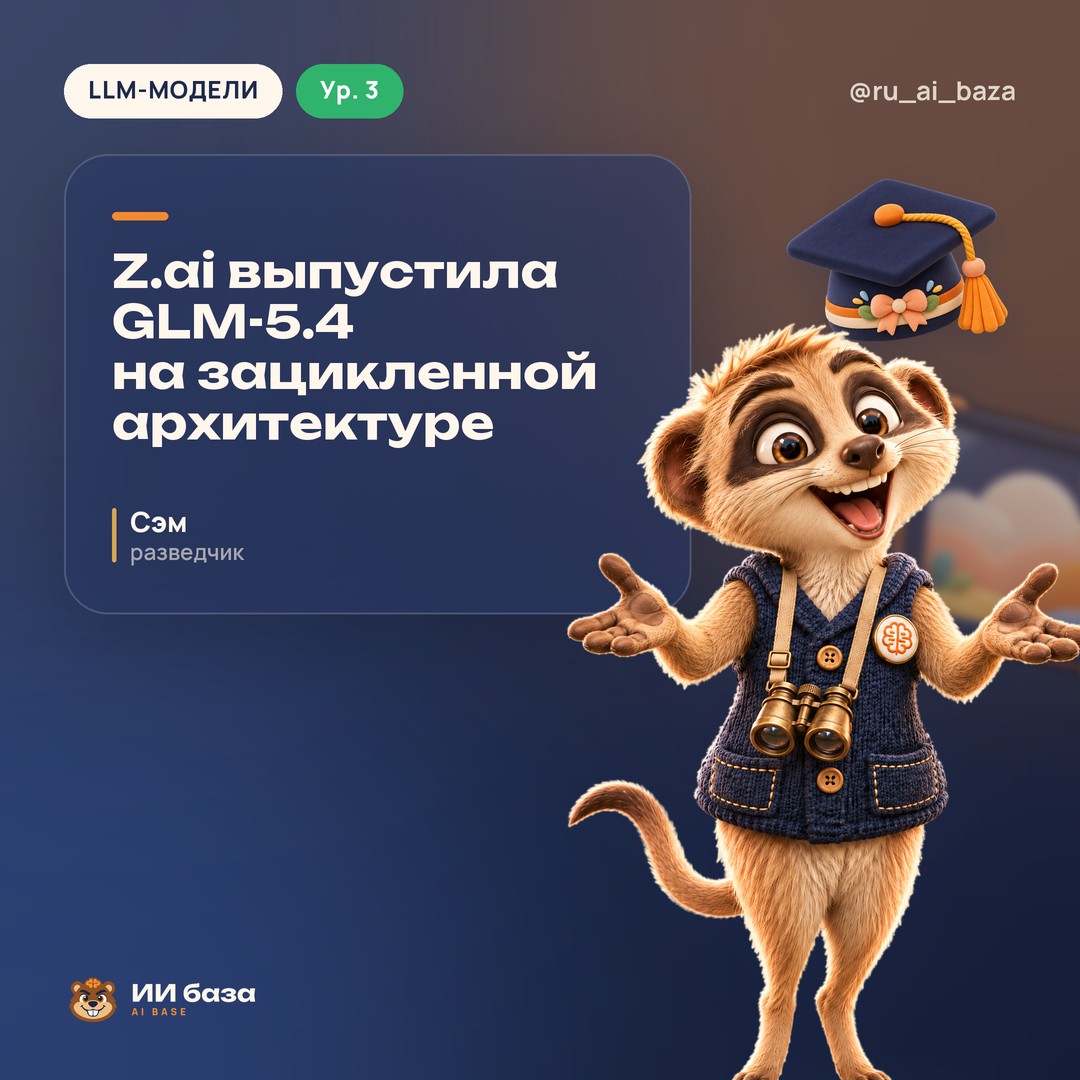 LLM-МОДЕЛИ
Ур. 3
@ru_ai_baza
Z.ai выпустила
GLM-5.4
на зацикленной
архитектуре
Сэм
разведчик
ИИ база
AI BASE